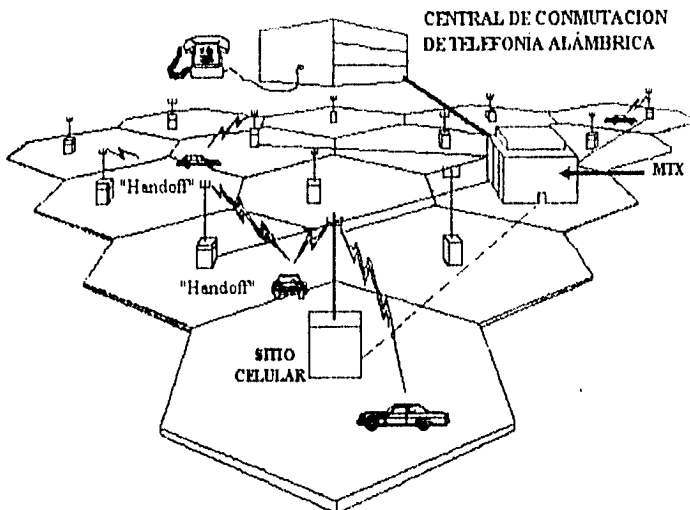 CENTRAL DE CONMUTACION
DE TELEFONÍA ALÁMBRICA
MTX
"Handoff"
"Handoff"
SITIO
CELULAR